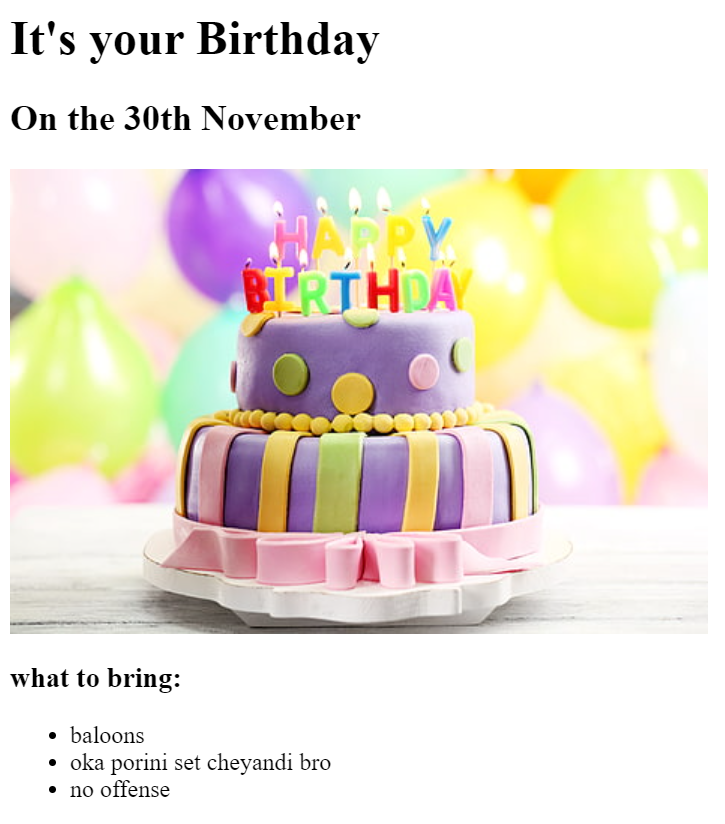 It's your Birthday
On the 30th November
HAPPY
BIRTHDAY
what to bring:
baloons
oka porini set cheyandi bro
no offense